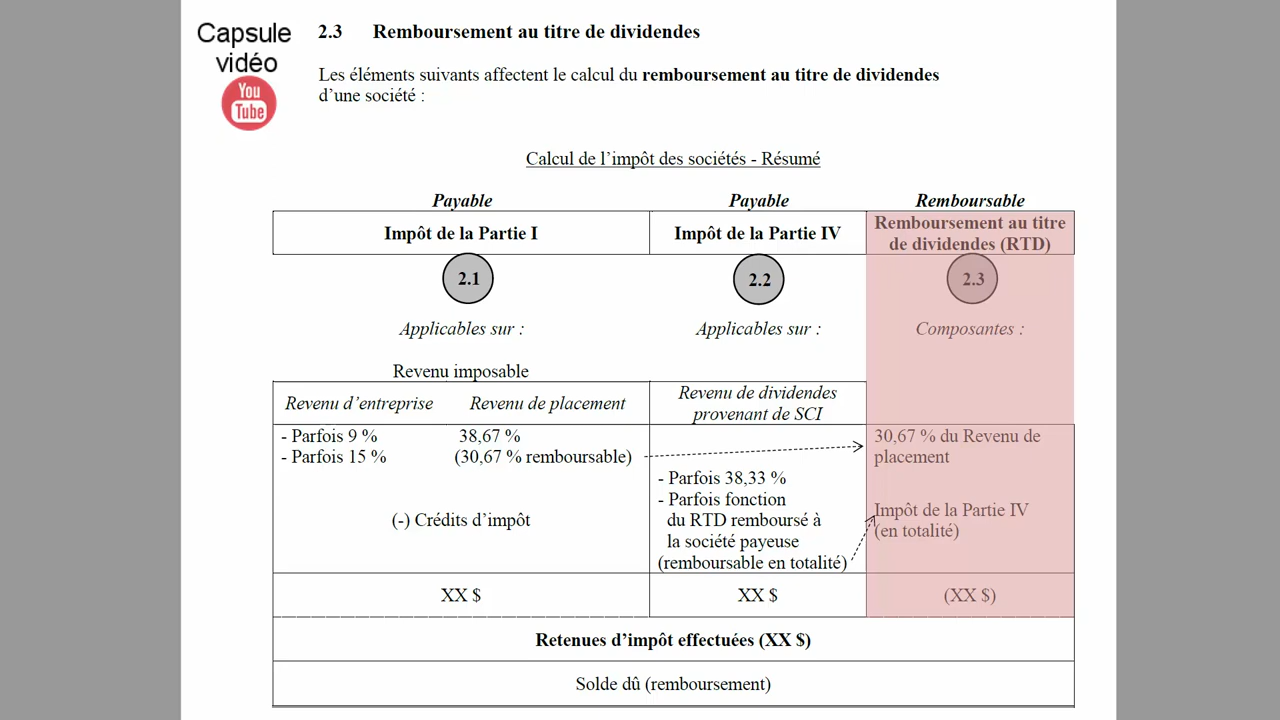 Capsule
vidéo
You
Tube
2.3 Remboursement au titre de dividendes
Les éléments suivants affectent le calcul du remboursement au titre de dividendes
d’une société :
Calcul de l’impôt des sociétés - Résumé
Payable Payable Remboursable
Impôt de la Partie I Impôt de la Partie IV Remboursement au titre
de dividendes (RTD)
2.1 2.2 2.3
Applicables sur : Applicables sur : Composantes :
Revenu imposable
Revenu d’entreprise Revenu de placement Revenu de dividendes
provenant de SCI
- Parfois 9 % 38,67 % 30,67 % du Revenu de
- Parfois 15 % (30,67 % remboursable) placement
- Parfois 38,33 %
- Parfois fonction
du RTD remboursé à
la société payeuse
(remboursable en totalité)
(-) Crédits d’impôt
Impôt de la Partie IV
(en totalité)
XX $ XX $ (XX $)
Retenues d’impôt effectuées (XX $)
Solde dû (remboursement)